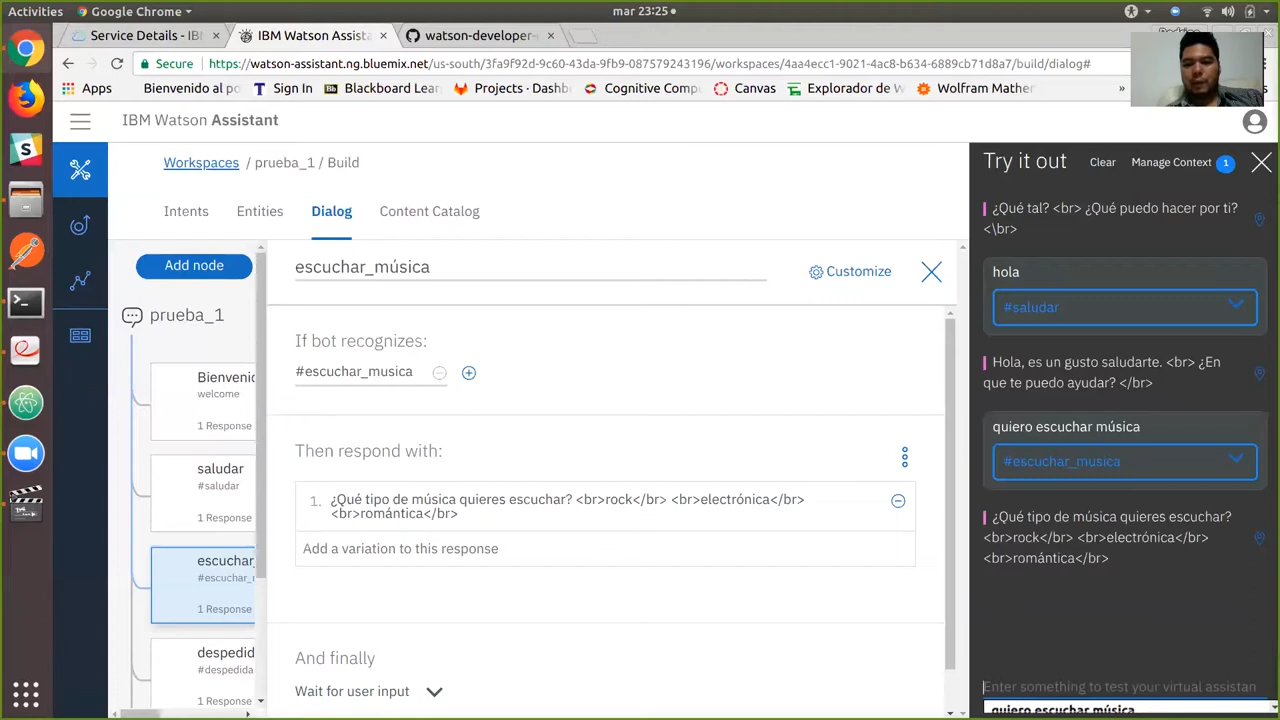 Activities
Google Chrome
mar 23:25
Service Details - IBM
IBM Watson Assista
watson-developer-
Secure
https://watson-assistant.ng.bluemix.net/us-south/3fa9f92d-9c60-43da-9fb9-087579243196/workspaces/4aa4ecc1-9021-4ac8-b634-6889cb71d8a7/build/dialog#
Apps
Bienvenido al po
Sign In
Blackboard Lear
Projects · Dashb
Cognitive Comp
Canvas
Explorador de
Wolfram Mather
»
IBM Watson Assistant
Workspaces / prueba_1 / Build
Intents
Entities
Dialog
Content Catalog
Add node
prueba_1
Bienveni
welcome
1 Response
saludar
#saludar
1 Response
escuchar_
#escuchar_
1 Response
despedid
#despedida
1 Response
escuchar_música
Customize
If bot recognizes:
#escuchar_musica
Then respond with:
1. ¿Qué tipo de música quieres escuchar? <br>rock</br> <br>electrónica</br>
<br>romántica</br>
Add a variation to this response
And finally
Wait for user input
Try it out
Clear
Manage Context 1
¿Qué tal? <br> ¿Qué puedo hacer por ti?
<\br>
hola
#saludar
Hola, es un gusto saludarte. <br> ¿En
que te puedo ayudar? </br>
quiero escuchar música
#escuchar_musica
¿Qué tipo de música quieres escuchar?
<br>rock</br> <br>electrónica</br>
<br>romántica</br>
Enter something to test your virtual assistan
quiero escuchar música